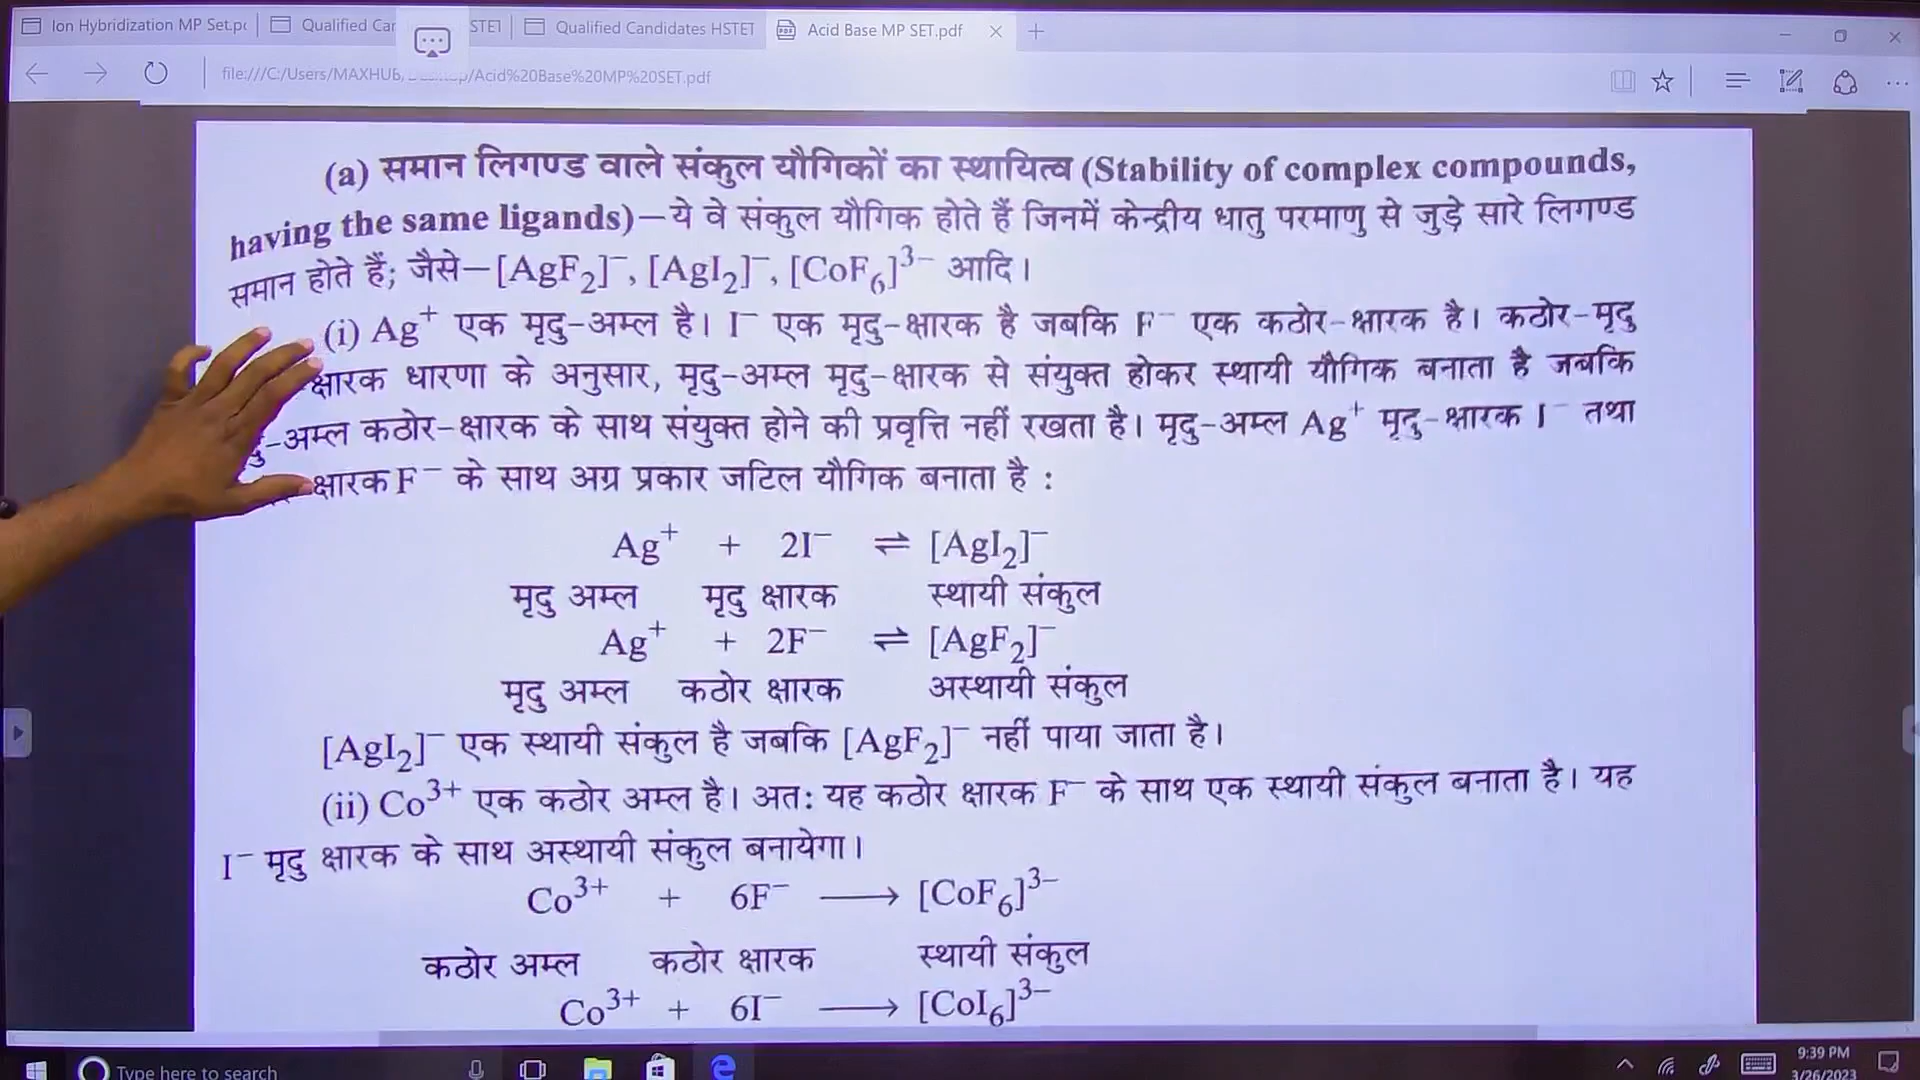 Ion Hybridization MP Set.pd
Qualified Car
STET
Qualified Candidates HSTET
Acid Base MP SET.pdf
file:///C:/Users/MAXHUB/
p/Acid%20Base%20MP%20SET.pdf
(a) समान लिगण्ड वाले संकुल यौगिकों का स्थायित्व (Stability of complex compounds,
having the same ligands)—ये वे संकुल यौगिक होते हैं जिनमें केन्द्रीय धातु परमाणु से जुड़े सारे लिगण्ड
समान होते हैं; जैसे—[AgF₂]⁻, [AgI₂]⁻, [CoF₆]³⁻ आदि।
(i) Ag⁺ एक मृदु-अम्ल है। I⁻ एक मृदु-क्षारक है जबकि F⁻ एक कठोर-क्षारक है। कठोर-मृदु
क्षारक धारणा के अनुसार, मृदु-अम्ल मृदु-क्षारक से संयुक्त होकर स्थायी यौगिक बनाता है जबकि
-अम्ल कठोर-क्षारक के साथ संयुक्त होने की प्रवृत्ति नहीं रखता है। मृदु-अम्ल Ag⁺ मृदु-क्षारक I⁻ तथा
क्षारक F⁻ के साथ अग्र प्रकार जटिल यौगिक बनाता है :
Ag⁺ + 2I⁻ ⇌ [AgI₂]⁻
मृदु अम्ल मृदु क्षारक स्थायी संकुल
Ag⁺ + 2F⁻ ⇌ [AgF₂]⁻
मृदु अम्ल कठोर क्षारक अस्थायी संकुल
[AgI₂]⁻ एक स्थायी संकुल है जबकि [AgF₂]⁻ नहीं पाया जाता है।
(ii) Co³⁺ एक कठोर अम्ल है। अत: यह कठोर क्षारक F⁻ के साथ एक स्थायी संकुल बनाता है। यह
I⁻ मृदु क्षारक के साथ अस्थायी संकुल बनायेगा।
Co³⁺ + 6F⁻ ⟶ [CoF₆]³⁻
कठोर अम्ल कठोर क्षारक स्थायी संकुल
Co³⁺ + 6I⁻ ⟶ [CoI₆]³⁻
Type here to search
9:39 PM
3/26/2023